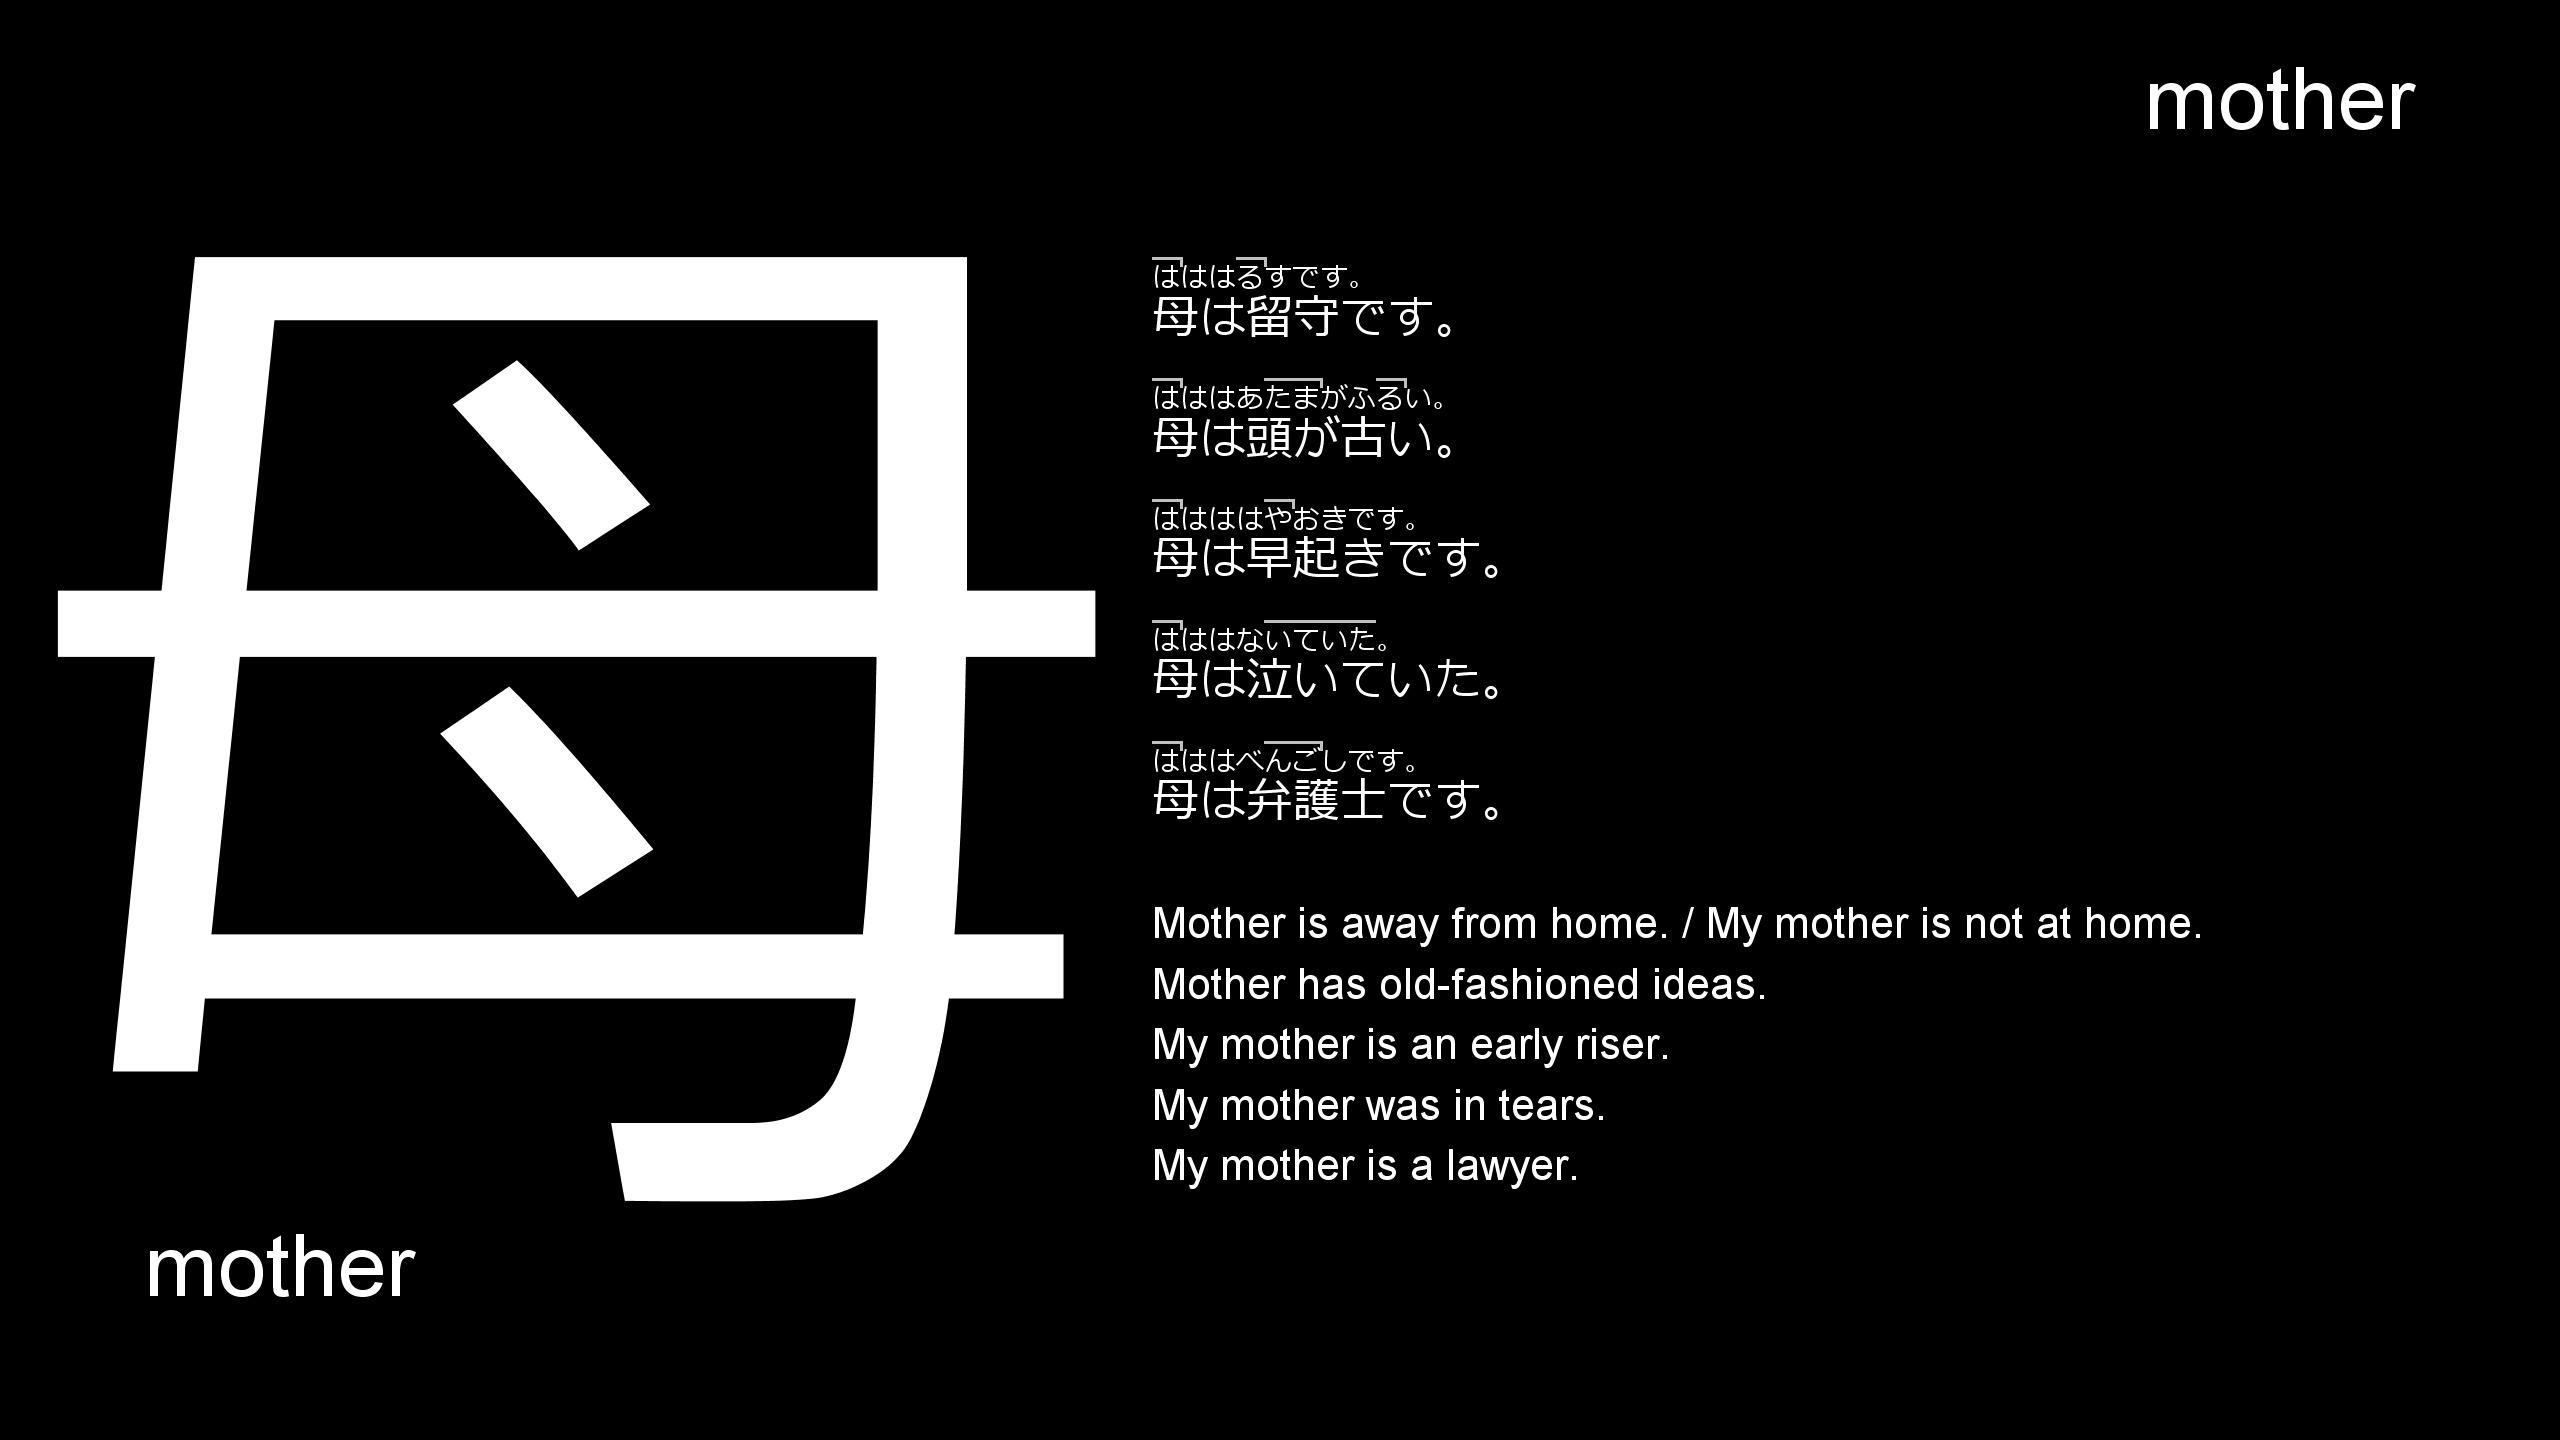 mother
母
はははるすです。
母は留守です。
はははあたまがふるい。
母は頭が古い。
ははははやおきです。
母は早起きです。
はははないていた。
母は泣いていた。
はははべんごしです。
母は弁護士です。
Mother is away from home. / My mother is not at home.
Mother has old-fashioned ideas.
My mother is an early riser.
My mother was in tears.
My mother is a lawyer.
mother